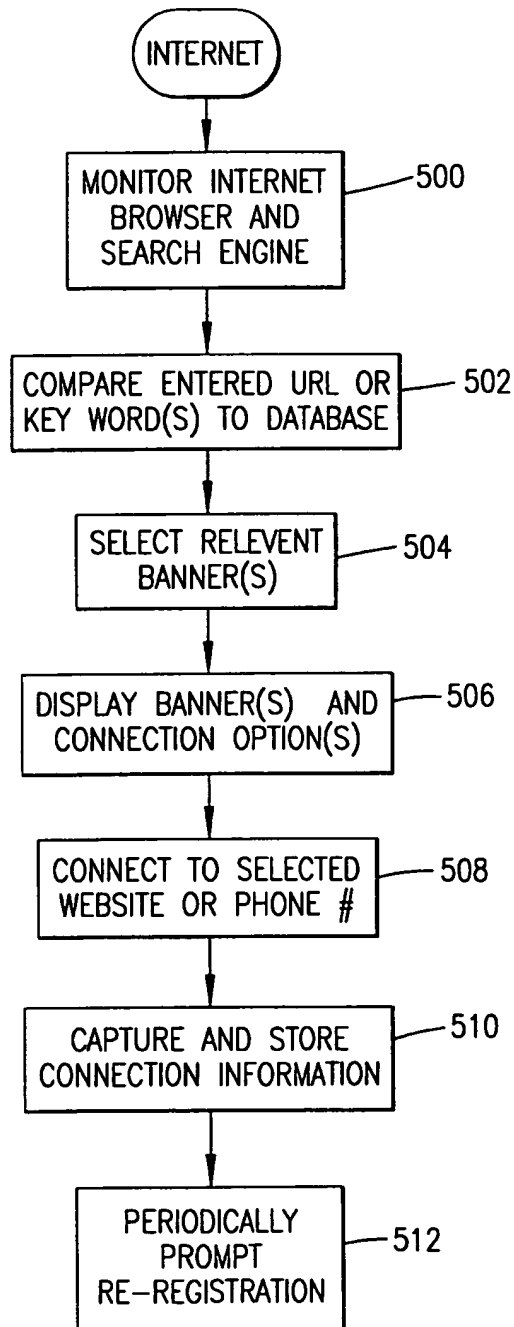 INTERNET
MONITOR INTERNET
BROWSER AND
SEARCH ENGINE
500
COMPARE ENTERED URL OR
KEY WORD(S) TO DATABASE
502
SELECT RELEVENT
BANNER(S)
504
DISPLAY BANNER(S) AND
CONNECTION OPTION(S)
506
CONNECT TO SELECTED
WEBSITE OR PHONE #
508
CAPTURE AND STORE
CONNECTION INFORMATION
510
PERIODICALLY
PROMPT
RE-REGISTRATION
512